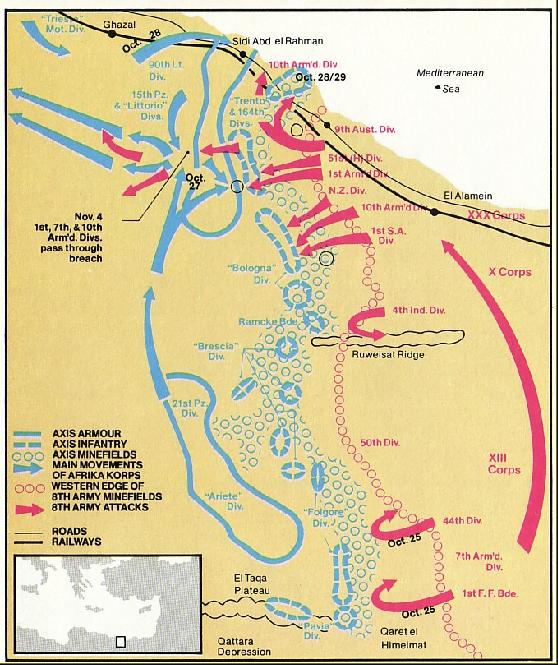 "Trieste"
Mot. Div.
Ghazal
Oct. 28
Sidi Abd el Rahman
90th Lt.
Div.
10th Arm'd. Div
Oct. 28/29
Mediterranean
Sea
15th Pz.
& "Littorio"
Divs.
"Trento"
& 164th
Divs.
9th Aust. Div.
51st (H) Div.
1st Arm'd Div.
N.Z. Div.
Oct.
27
10th Arm'd Div
El Alamein
XXX Corps
1st S.A.
Div.
Nov. 4
1st, 7th, &10th
Arm'd. Divs.
pass through
breach
"Bologna"
Div.
X Corps
Ramcke Bde.
4th Ind. Div.
"Brescia"
Div.
Ruweisat Ridge
21st Pz.
Div.
50th Div.
XIII
Corps
AXIS ARMOUR
AXIS INFANTRY
AXIS MINEFIELDS
MAIN MOVEMENTS
OF AFRIKA KORPS
WESTERN EDGE OF
8TH ARMY MINEFIELDS
8TH ARMY ATTACKS
ROADS
RAILWAYS
"Ariete" Div.
"Folgore"
Div.
44th Div.
Oct. 25
7th Arm'd.
Div.
El Taqa
Plateau
1st F.F. Bde.
Oct. 25
"Pavia"
Div.
Qattara
Depression
Qaret el
Himeimat